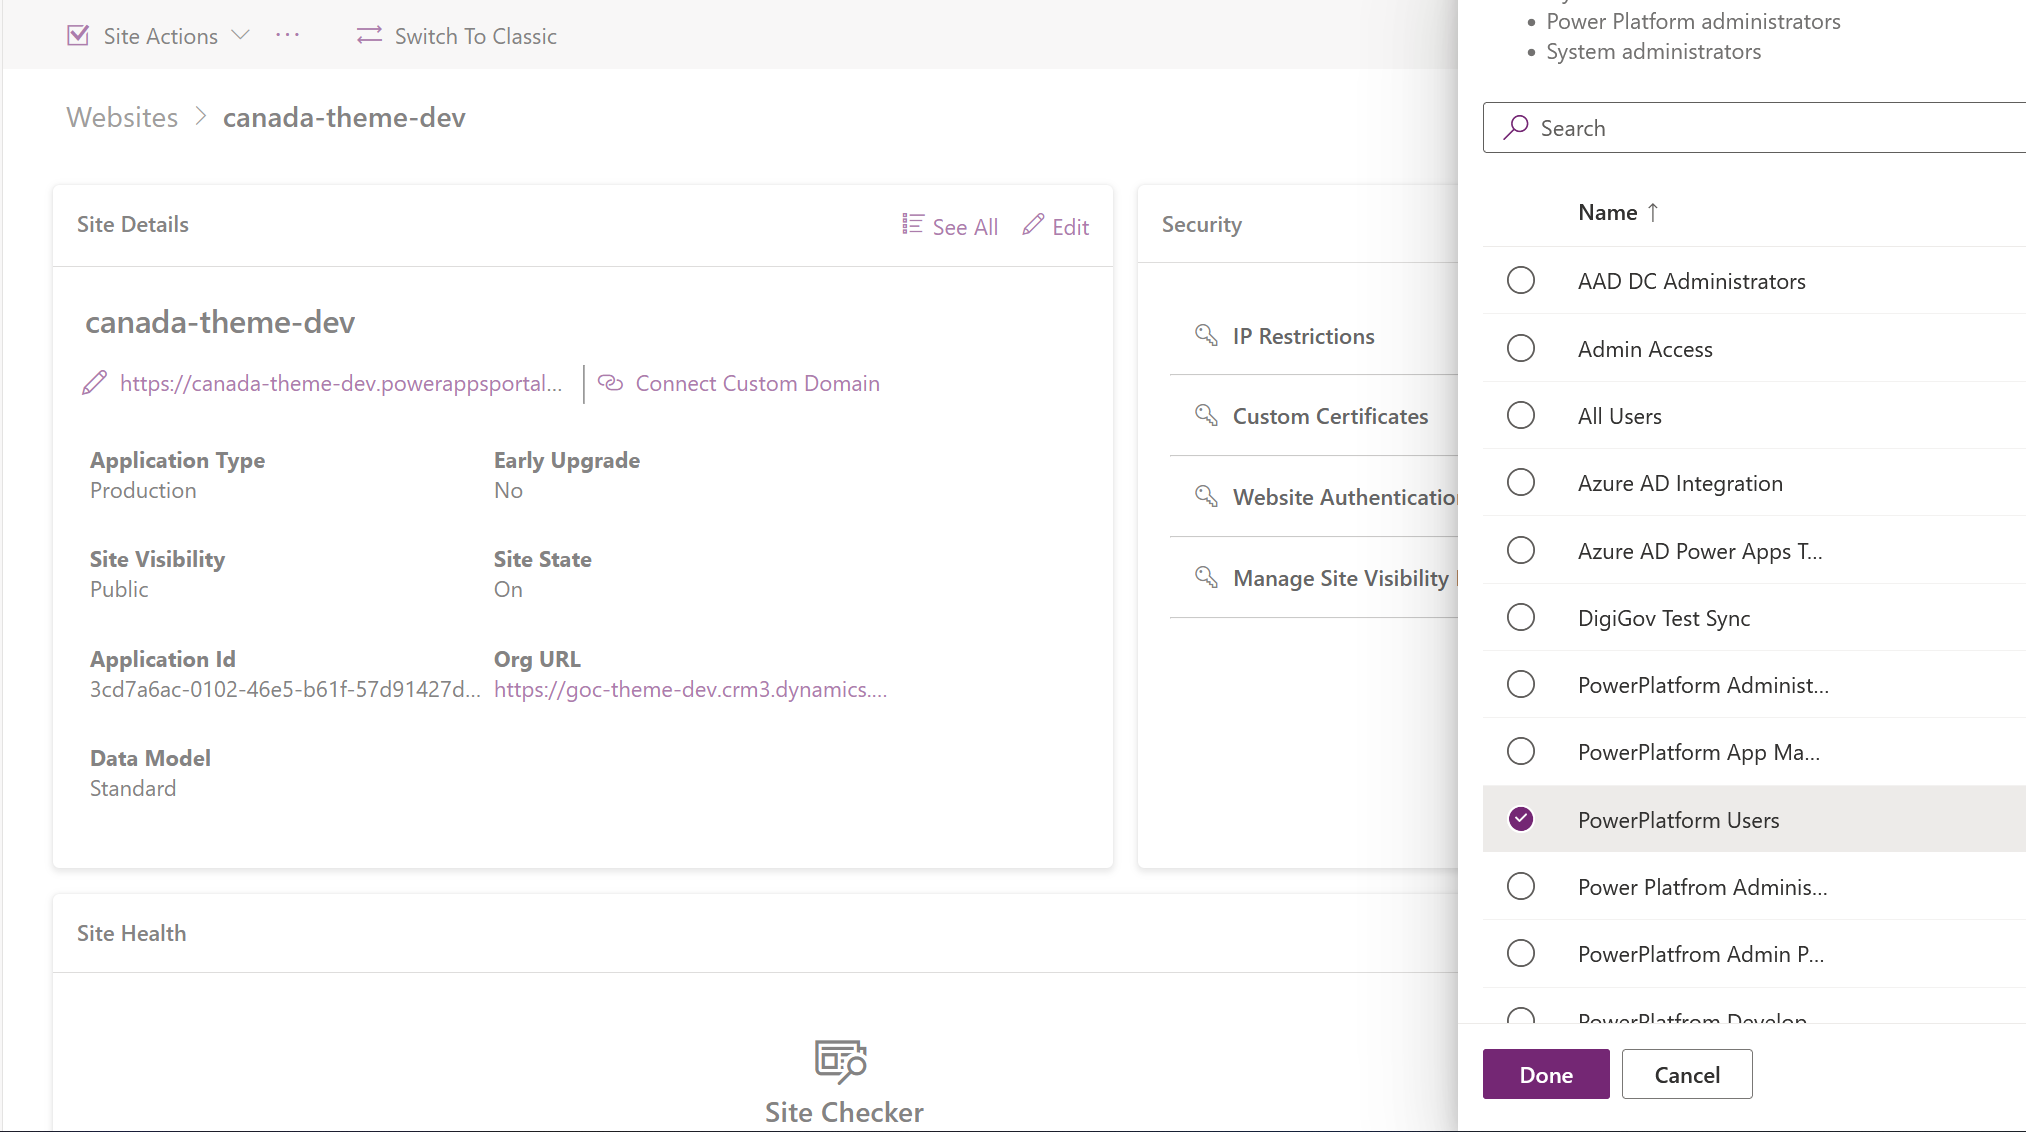 Site Actions
...
Switch To Classic
Websites > canada-theme-dev
Site Details
See All
Edit
canada-theme-dev
https://canada-theme-dev.powerappsportal...
Connect Custom Domain
Application Type
Production
Early Upgrade
No
Site Visibility
Public
Site State
On
Application Id
3cd7a6ac-0102-46e5-b61f-57d91427d...
Org URL
https://goc-theme-dev.crm3.dynamics....
Data Model
Standard
Security
IP Restrictions
Custom Certificates
Website Authentication
Manage Site Visibility
Site Health
Site Checker
• Power Platform administrators
• System administrators
Search
Name ↑
AAD DC Administrators
Admin Access
All Users
Azure AD Integration
Azure AD Power Apps T...
DigiGov Test Sync
PowerPlatform Administ...
PowerPlatform App Ma...
PowerPlatform Users
Power Platfrom Adminis...
PowerPlatfrom Admin P...
PowerPlatfrom Develop
Done
Cancel